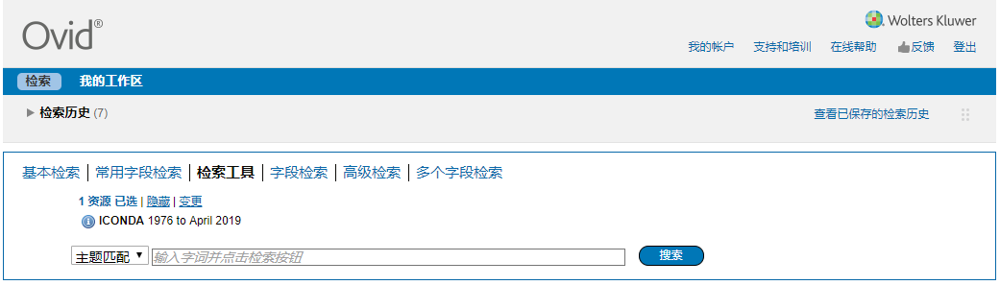 Ovid®
Wolters Kluwer
我的帐户 支持和培训 在线帮助 反馈 登出
检索 我的工作区
检索历史 (7) 查看已保存的检索历史
基本检索 | 常用字段检索 | 检索工具 | 字段检索 | 高级检索 | 多个字段检索
1 资源 已选 | 隐藏 | 变更
ICONDA 1976 to April 2019
主题匹配 输入字词并点击检索按钮 搜索